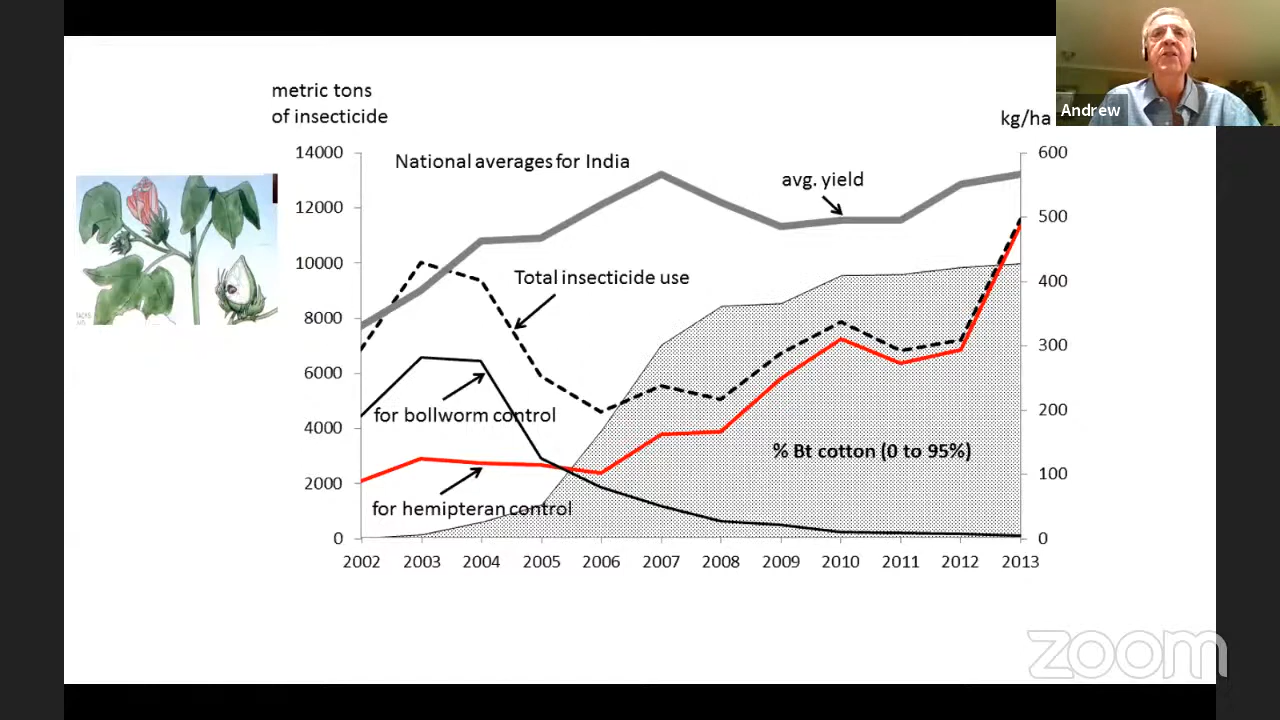 Andrew
metric tons
of insecticide
kg/ha
14000
12000
10000
8000
6000
4000
2000
0
National averages for India
avg. yield
Total insecticide use
for bollworm control
% Bt cotton (0 to 95%)
for hemipteran control
600
500
400
300
200
100
0
2002 2003 2004 2005 2006 2007 2008 2009 2010 2011 2012 2013
zoom